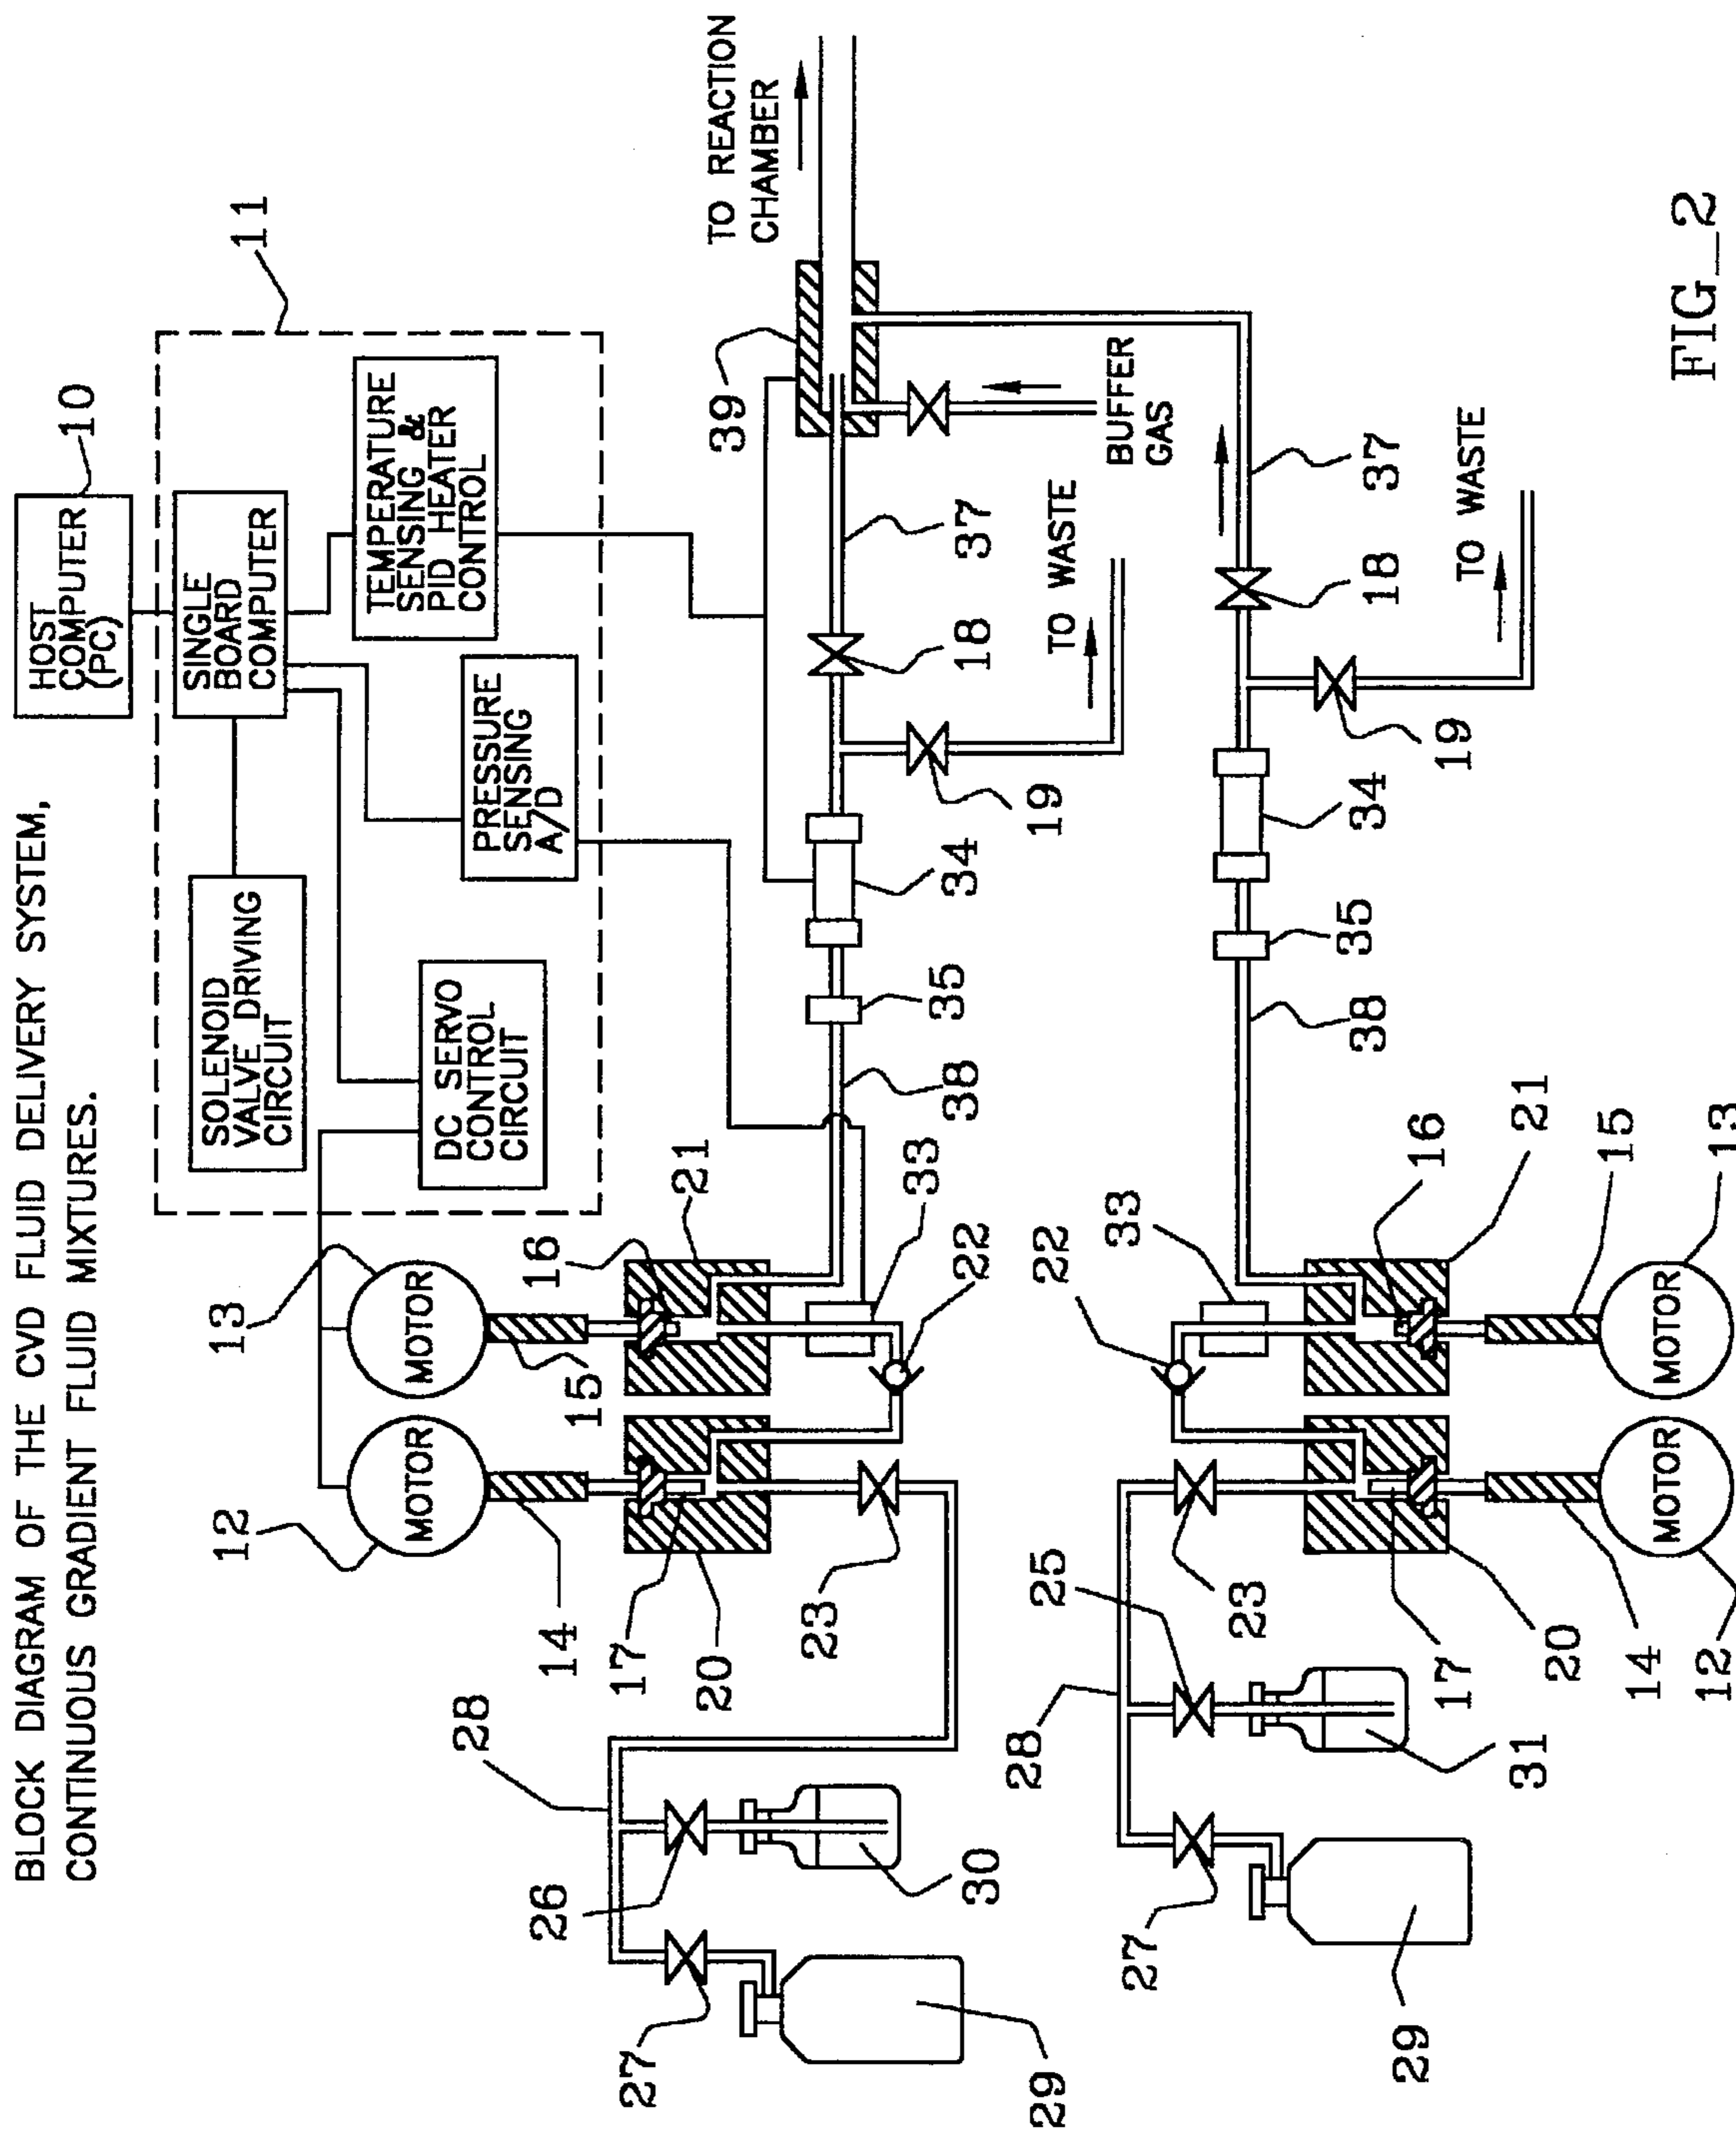 BLOCK DIAGRAM OF THE CVD FLUID DELIVERY SYSTEM,
CONTINUOUS GRADIENT FLUID MIXTURES.
HOST
COMPUTER
(PC)
10
11
SINGLE
BOARD
COMPUTER
SOLENOID
VALVE DRIVING
CIRCUIT
TEMPERATURE
SENSING &
PID HEATER
CONTROL
DC SERVO
CONTROL
CIRCUIT
PRESSURE
SENSING
A/D
12
MOTOR
13
MOTOR
14
15
16
21
17
20
23
22
33
28
26
30
27
29
38
35
34
19
18
37
TO WASTE
39
TO REACTION
CHAMBER
BUFFER
GAS
28
25
23
22
33
27
31
29
17
20
14
12
MOTOR
16
21
15
13
MOTOR
38
35
34
19
18
37
TO WASTE
FIG_2